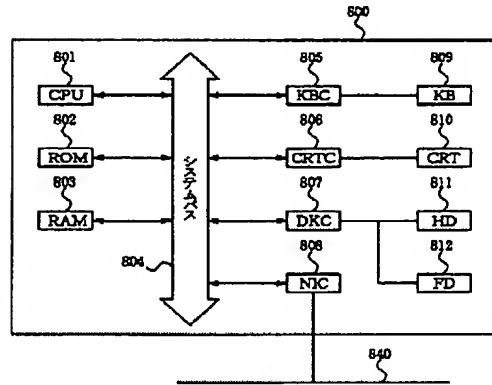 800
801
805
809
CPU
KBC
KB
802
806
810
ROM
CRTC
CRT
803
807
811
RAM
DKC
HD
システムバス
804
808
812
NIC
FD
840